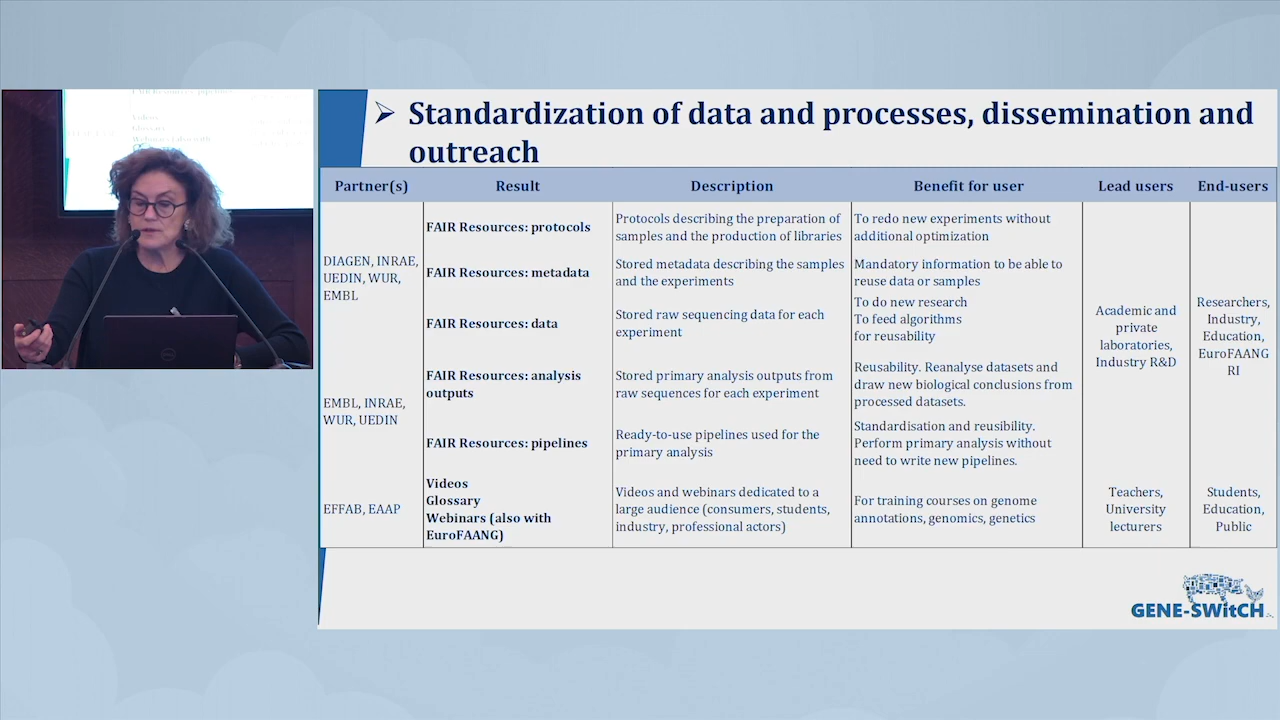 FAIR Resources: pipelines
Videos
Glossary
Webinars (also with
➢ Standardization of data and processes, dissemination and
outreach
Partner(s)
Result
Description
Benefit for user
Lead users
End-users
DIAGEN, INRAE,
UEDIN, WUR,
EMBL
FAIR Resources: protocols
Protocols describing the preparation of
samples and the production of libraries
To redo new experiments without
additional optimization
FAIR Resources: metadata
Stored metadata describing the samples
and the experiments
Mandatory information to be able to
reuse data or samples
FAIR Resources: data
Stored raw sequencing data for each
experiment
To do new research
To feed algorithms
for reusability
Academic and
private
laboratories,
Industry R&D
Researchers,
Industry,
Education,
EuroFAANG
RI
EMBL, INRAE,
WUR, UEDIN
FAIR Resources: analysis
outputs
Stored primary analysis outputs from
raw sequences for each experiment
Reusability. Reanalyse datasets and
draw new biological conclusions from
processed datasets.
FAIR Resources: pipelines
Ready-to-use pipelines used for the
primary analysis
Standardisation and reusibility.
Perform primary analysis without
need to write new pipelines.
EFFAB, EAAP
Videos
Glossary
Webinars (also with
EuroFAANG)
Videos and webinars dedicated to a
large audience (consumers, students,
industry, professional actors)
For training courses on genome
annotations, genomics, genetics
Teachers,
University
lecturers
Students,
Education,
Public
GENE-SWitCH